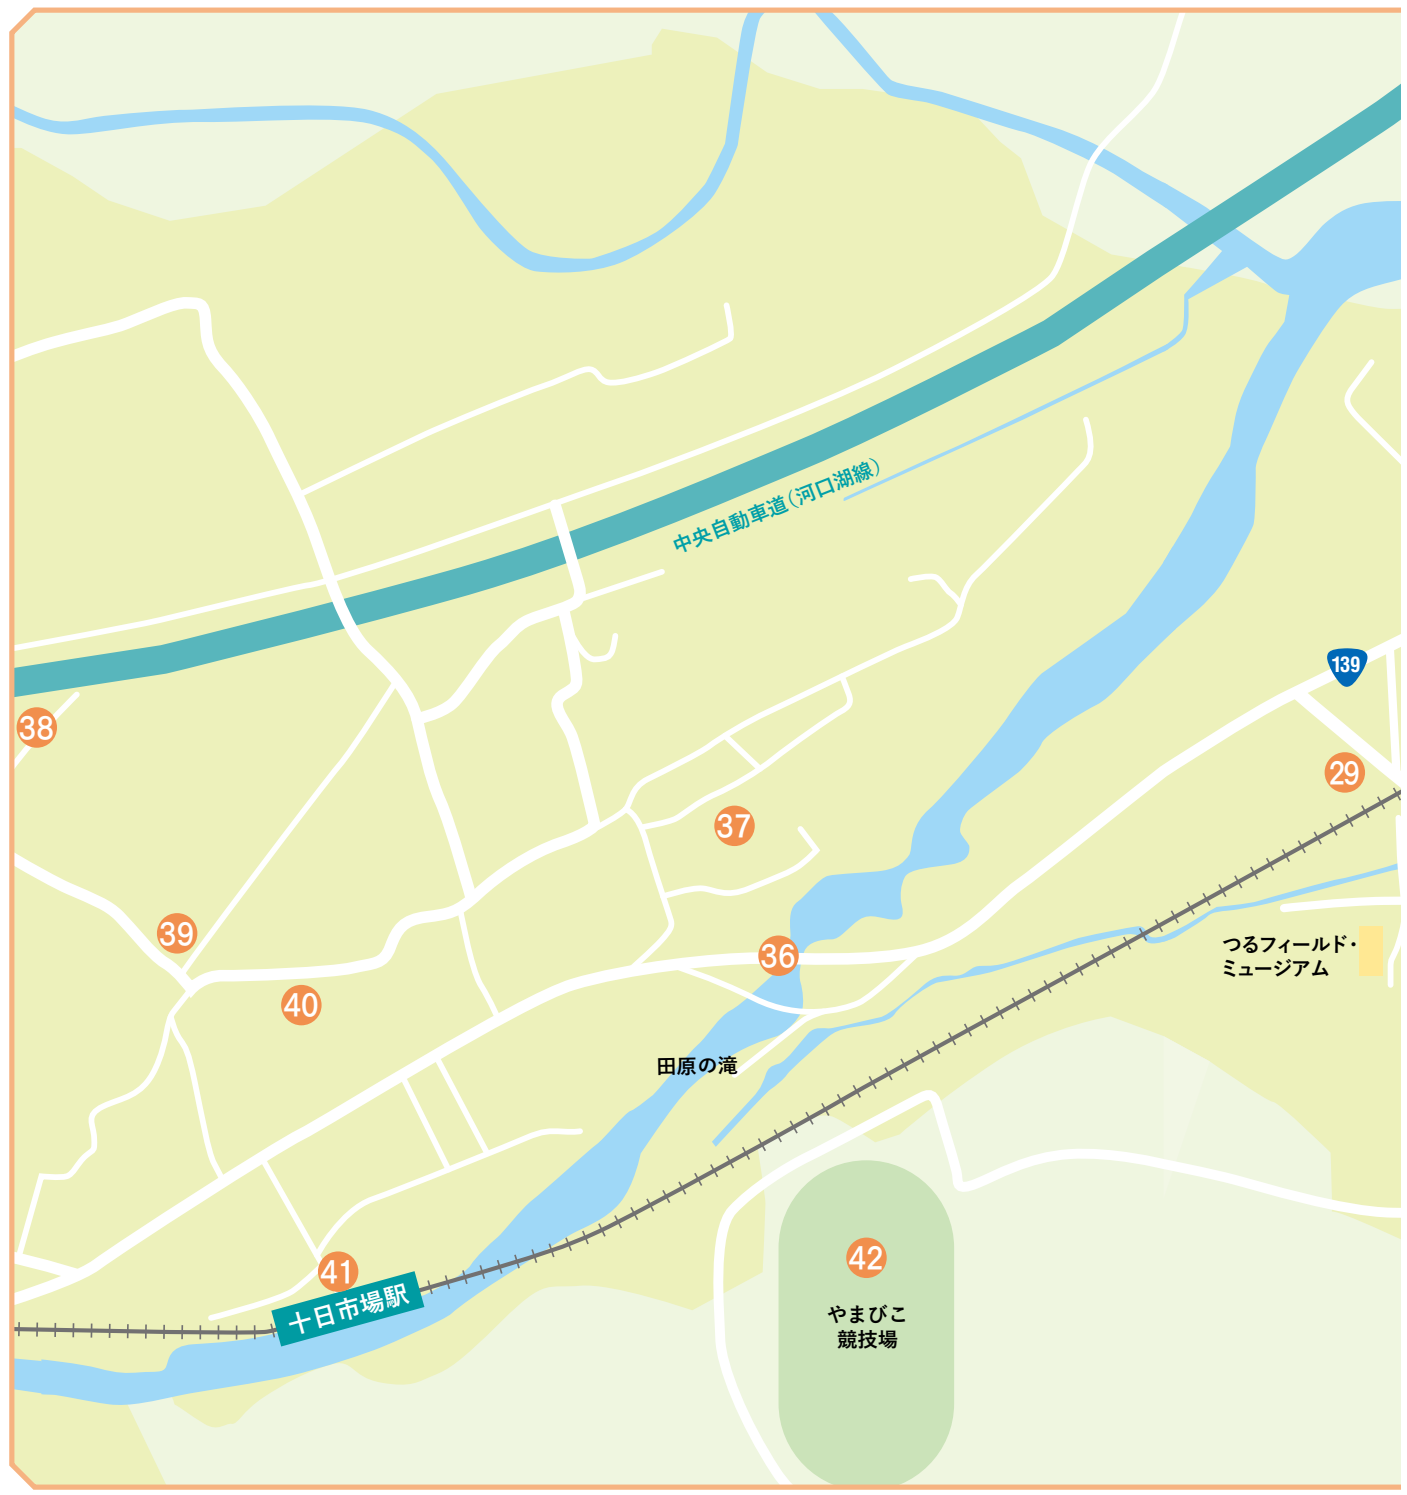 中央自動車道（河口湖線）
139
38
29
37
39
36
つるフィールド・
ミュージアム
40
田原の滝
41
十日市場駅
42
やまびこ
競技場